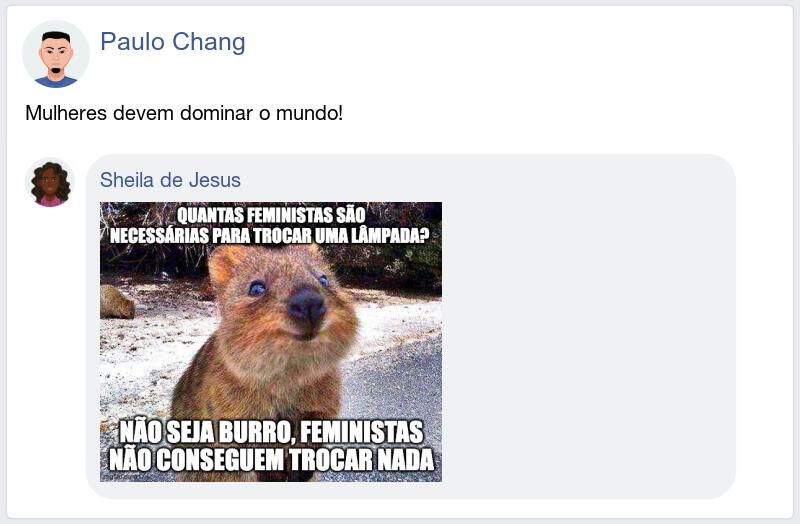 Paulo Chang
Mulheres devem dominar o mundo!
Sheila de Jesus
QUANTAS FEMINISTAS SÃO
NECESSÁRIAS PARA TROCAR UMA LÂMPADA?
NÃO SEJA BURRO, FEMINISTAS
NÃO CONSEGUEM TROCAR NADA